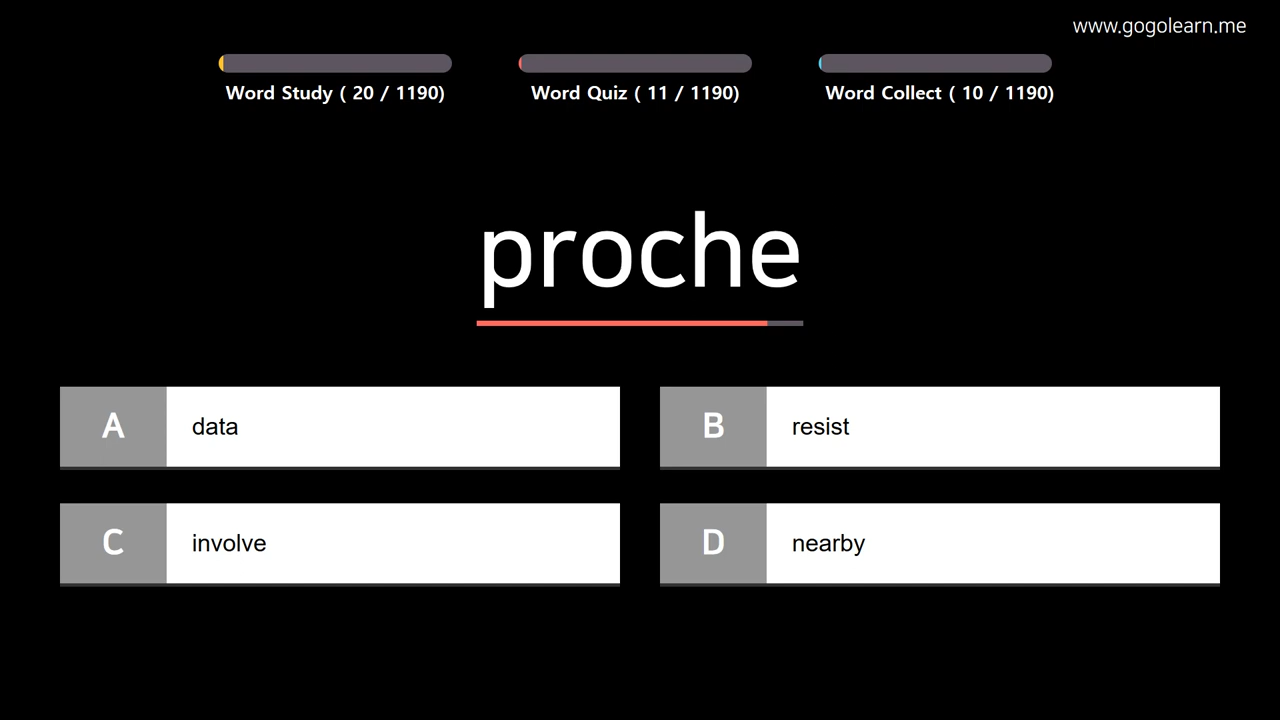 www.gogolearn.me
Word Study ( 20 / 1190)
Word Quiz ( 11 / 1190)
Word Collect ( 10 / 1190)
proche
A data
B resist
C involve
D nearby